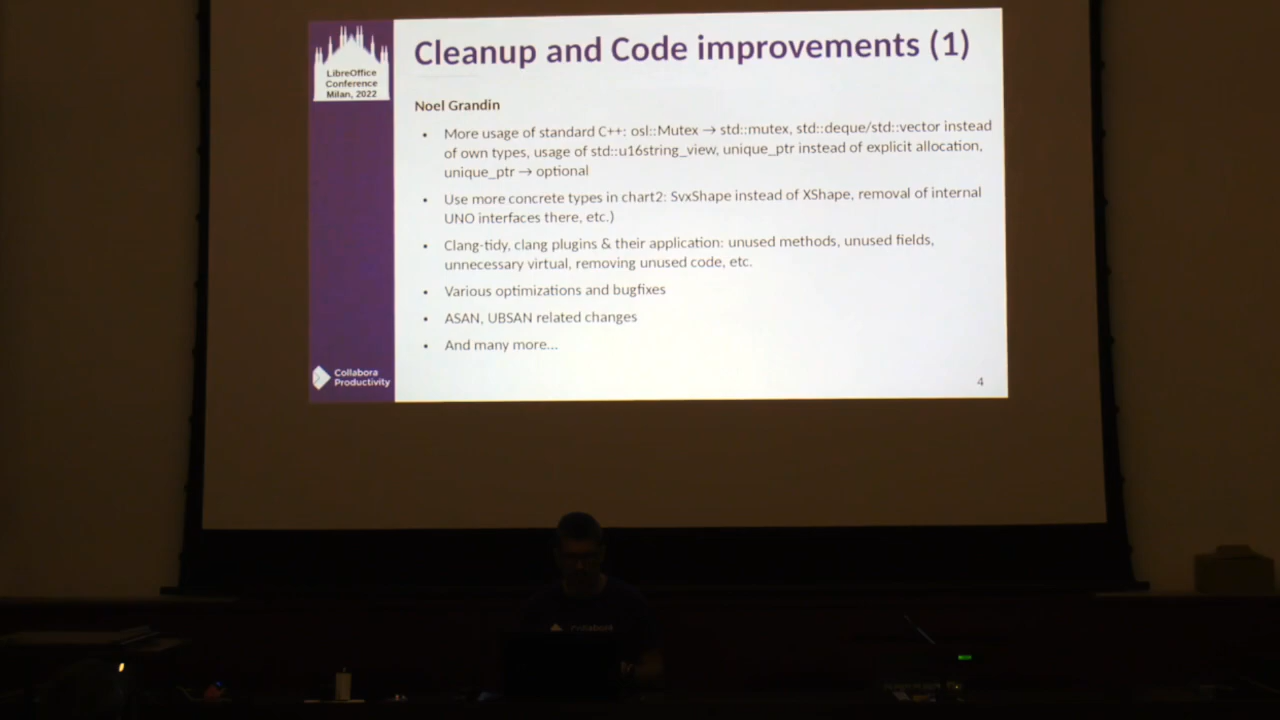 LibreOffice
Conference
Milan, 2022
Cleanup and Code improvements (1)
Noel Grandin
• More usage of standard C++: osl::Mutex → std::mutex, std::deque/std::vector instead
of own types, usage of std::u16string_view, unique_ptr instead of explicit allocation,
unique_ptr → optional
• Use more concrete types in chart2: SvxShape instead of XShape, removal of internal
UNO interfaces there, etc.)
• Clang-tidy, clang plugins & their application: unused methods, unused fields,
unnecessary virtual, removing unused code, etc.
• Various optimizations and bugfixes
• ASAN, UBSAN related changes
• And many more...
Collabora
Productivity
4
Collabora